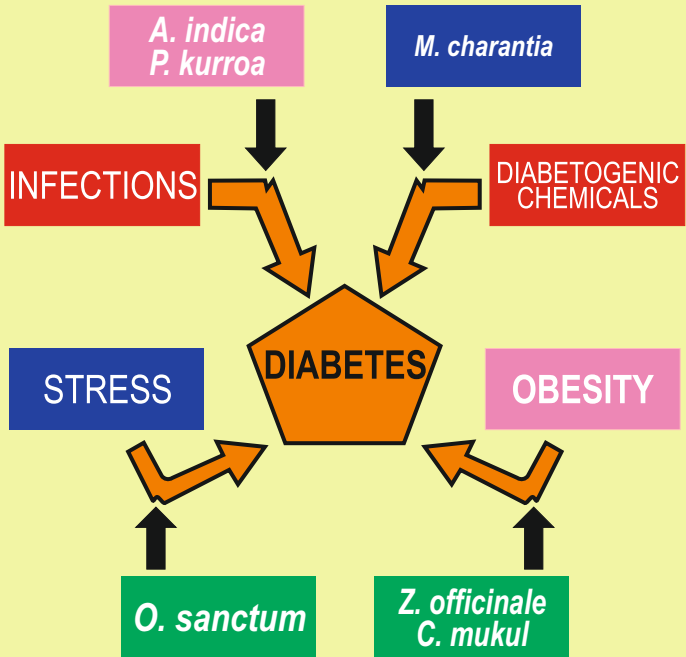 A. indica
P. kurroa
M. charantia
INFECTIONS
DIABETOGENIC
CHEMICALS
DIABETES
STRESS
OBESITY
O. sanctum
Z. officinale
C. mukul